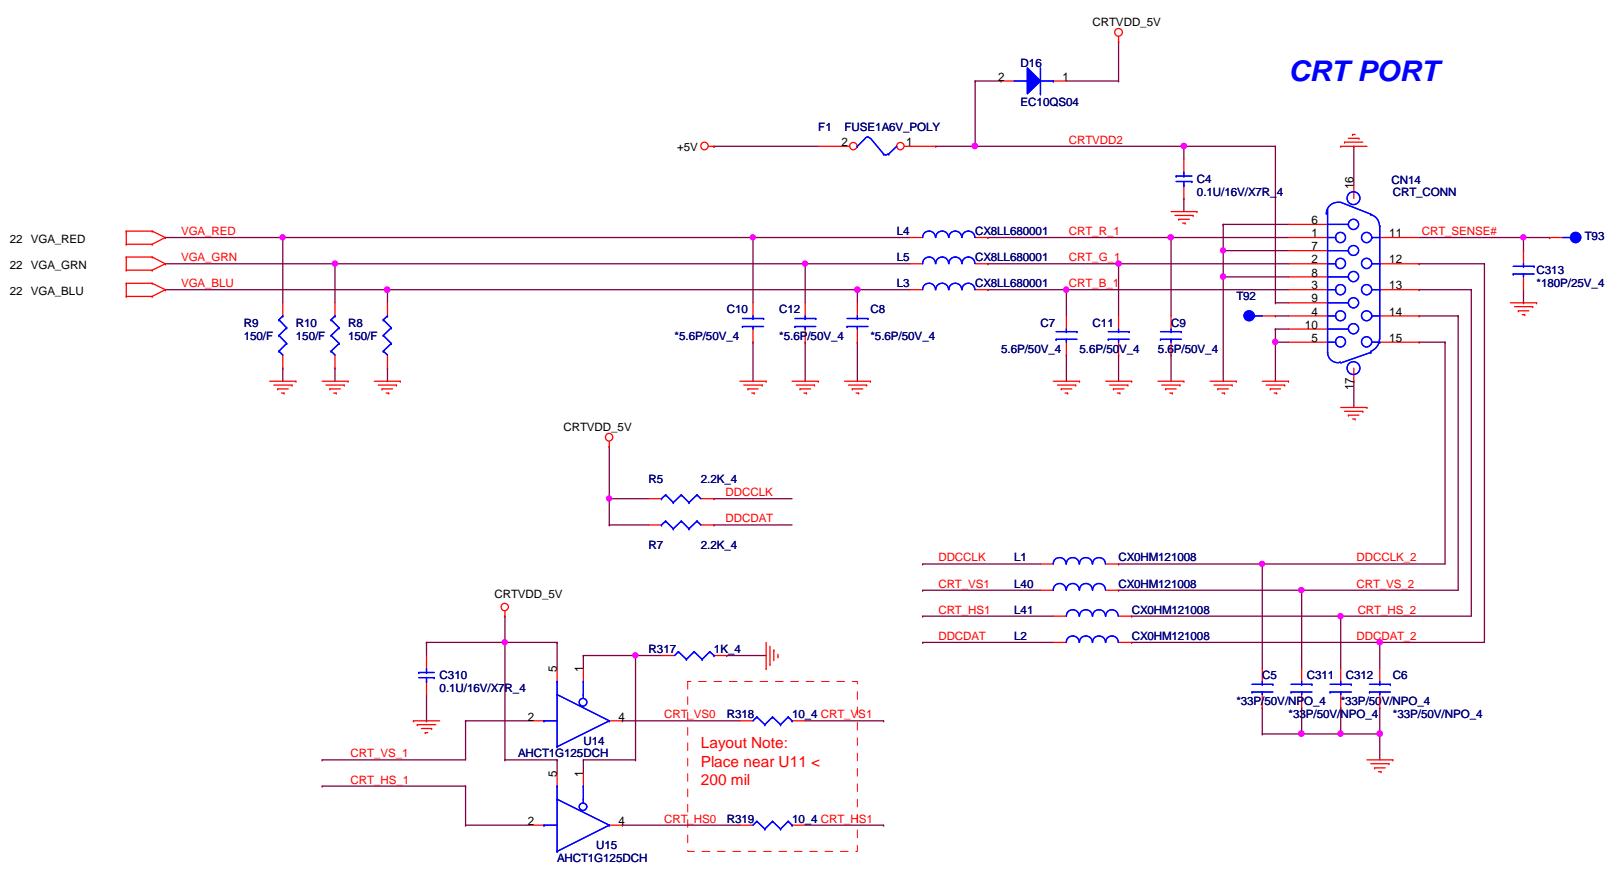 CRTVDD_5V
CRT PORT
D16
2 1
EC10QS04
F1 FUSE1A6V_POLY
+5V 2 1 CRTVDD2
C4
0.1U/16V/X7R_4
16
CN14
CRT_CONN
22 VGA_RED VGA_RED L4 CX8LL680001 CRT_R_1
22 VGA_GRN VGA_GRN L5 CX8LL680001 CRT_G_1
22 VGA_BLU VGA_BLU L3 CX8LL680001 CRT_B_1
6
1
7
2
8
3
9
4
10
5
11 CRT_SENSE# T93
12
13
14
15
17
C313
*180P/25V_4
T92
R9
150/F
R10
150/F
R8
150/F
C10
*5.6P/50V_4
C12
*5.6P/50V_4
C8
*5.6P/50V_4
C7
5.6P/50V_4
C11
5.6P/50V_4
C9
5.6P/50V_4
CRTVDD_5V
R5 2.2K_4
DDCCLK
DDCDAT
R7 2.2K_4
DDCCLK L1 CX0HM121008 DDCCLK_2
CRT_VS1 L40 CX0HM121008 CRT_VS_2
CRT_HS1 L41 CX0HM121008 CRT_HS_2
DDCDAT L2 CX0HM121008 DDCDAT_2
C5
*33P/50V/NPO_4
C311
*33P/50V/NPO_4
C312
*33P/50V/NPO_4
C6
*33P/50V/NPO_4
CRTVDD_5V
C310
0.1U/16V/X7R_4
R317 1K_4
5 1
2 4
U14
AHCT1G125DCH
CRT_VS0 R318 10_4 CRT_VS1
Layout Note:
Place near U11 <
200 mil
CRT_VS_1
CRT_HS_1
5 1
2 4
CRT_HS0 R319 10_4 CRT_HS1
U15
AHCT1G125DCH